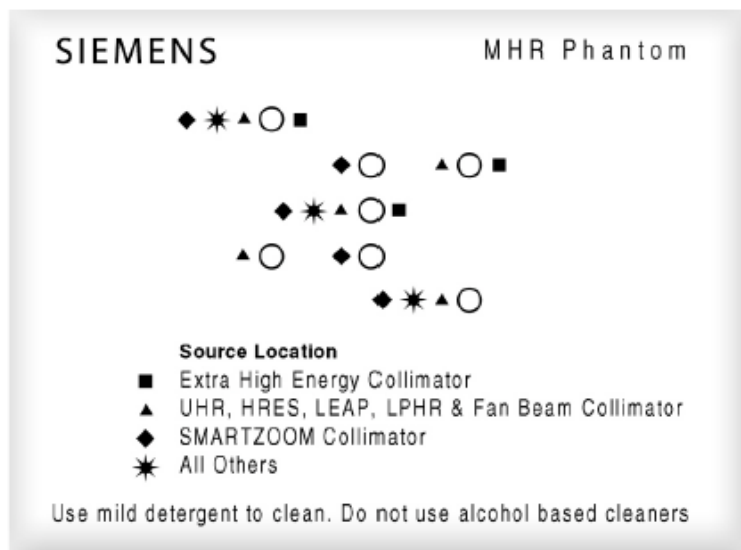 SIEMENS
MHR Phantom
Source Location
Extra High Energy Collimator
UHR, HRES, LEAP, LPHR & Fan Beam Collimator
SMARTZOOM Collimator
All Others
Use mild detergent to clean. Do not use alcohol based cleaners